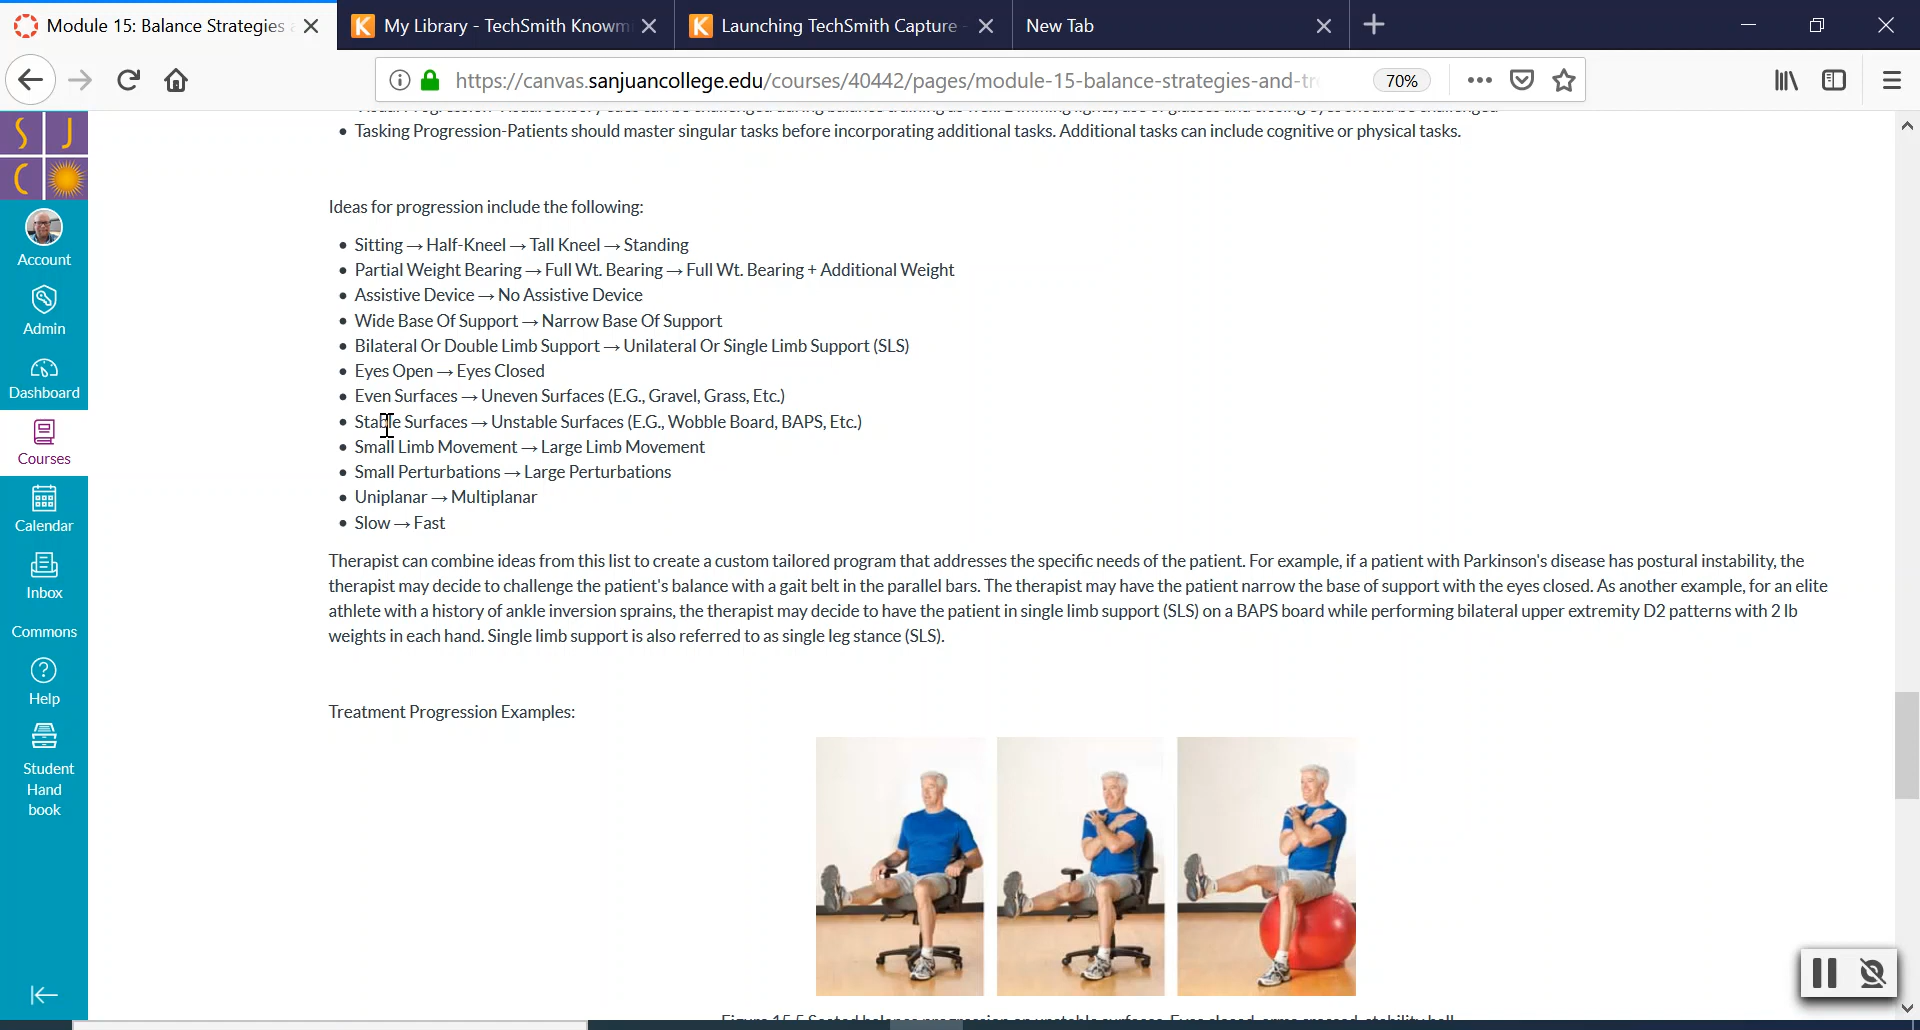 Module 15: Balance Strategies
My Library - TechSmith Knowm
Launching TechSmith Capture -
New Tab
https://canvas.sanjuancollege.edu/courses/40442/pages/module-15-balance-strategies-and-tre
70%
S J
C
Account
Admin
Dashboard
Courses
Calendar
Inbox
Commons
Help
Student
Hand
book
• Tasking Progression-Patients should master singular tasks before incorporating additional tasks. Additional tasks can include cognitive or physical tasks.
Ideas for progression include the following:
• Sitting → Half-Kneel → Tall Kneel → Standing
• Partial Weight Bearing → Full Wt. Bearing → Full Wt. Bearing + Additional Weight
• Assistive Device → No Assistive Device
• Wide Base Of Support → Narrow Base Of Support
• Bilateral Or Double Limb Support → Unilateral Or Single Limb Support (SLS)
• Eyes Open → Eyes Closed
• Even Surfaces → Uneven Surfaces (E.G., Gravel, Grass, Etc.)
• Stable Surfaces → Unstable Surfaces (E.G., Wobble Board, BAPS, Etc.)
• Small Limb Movement → Large Limb Movement
• Small Perturbations → Large Perturbations
• Uniplanar → Multiplanar
• Slow → Fast
Therapist can combine ideas from this list to create a custom tailored program that addresses the specific needs of the patient. For example, if a patient with Parkinson's disease has postural instability, the
therapist may decide to challenge the patient's balance with a gait belt in the parallel bars. The therapist may have the patient narrow the base of support with the eyes closed. As another example, for an elite
athlete with a history of ankle inversion sprains, the therapist may decide to have the patient in single limb support (SLS) on a BAPS board while performing bilateral upper extremity D2 patterns with 2 lb
weights in each hand. Single limb support is also referred to as single leg stance (SLS).
Treatment Progression Examples: